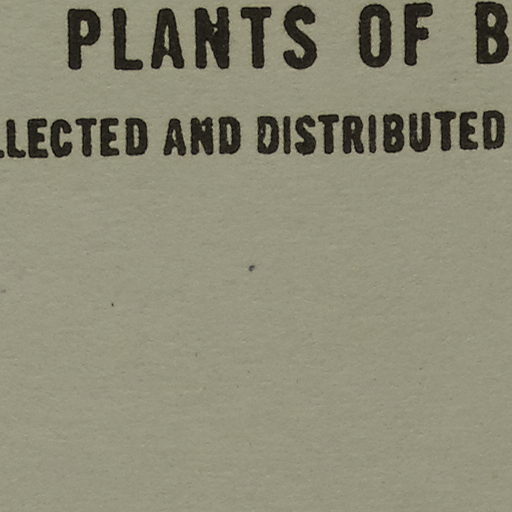 PLANTS OF B
LLECTED AND DISTRIBUTED